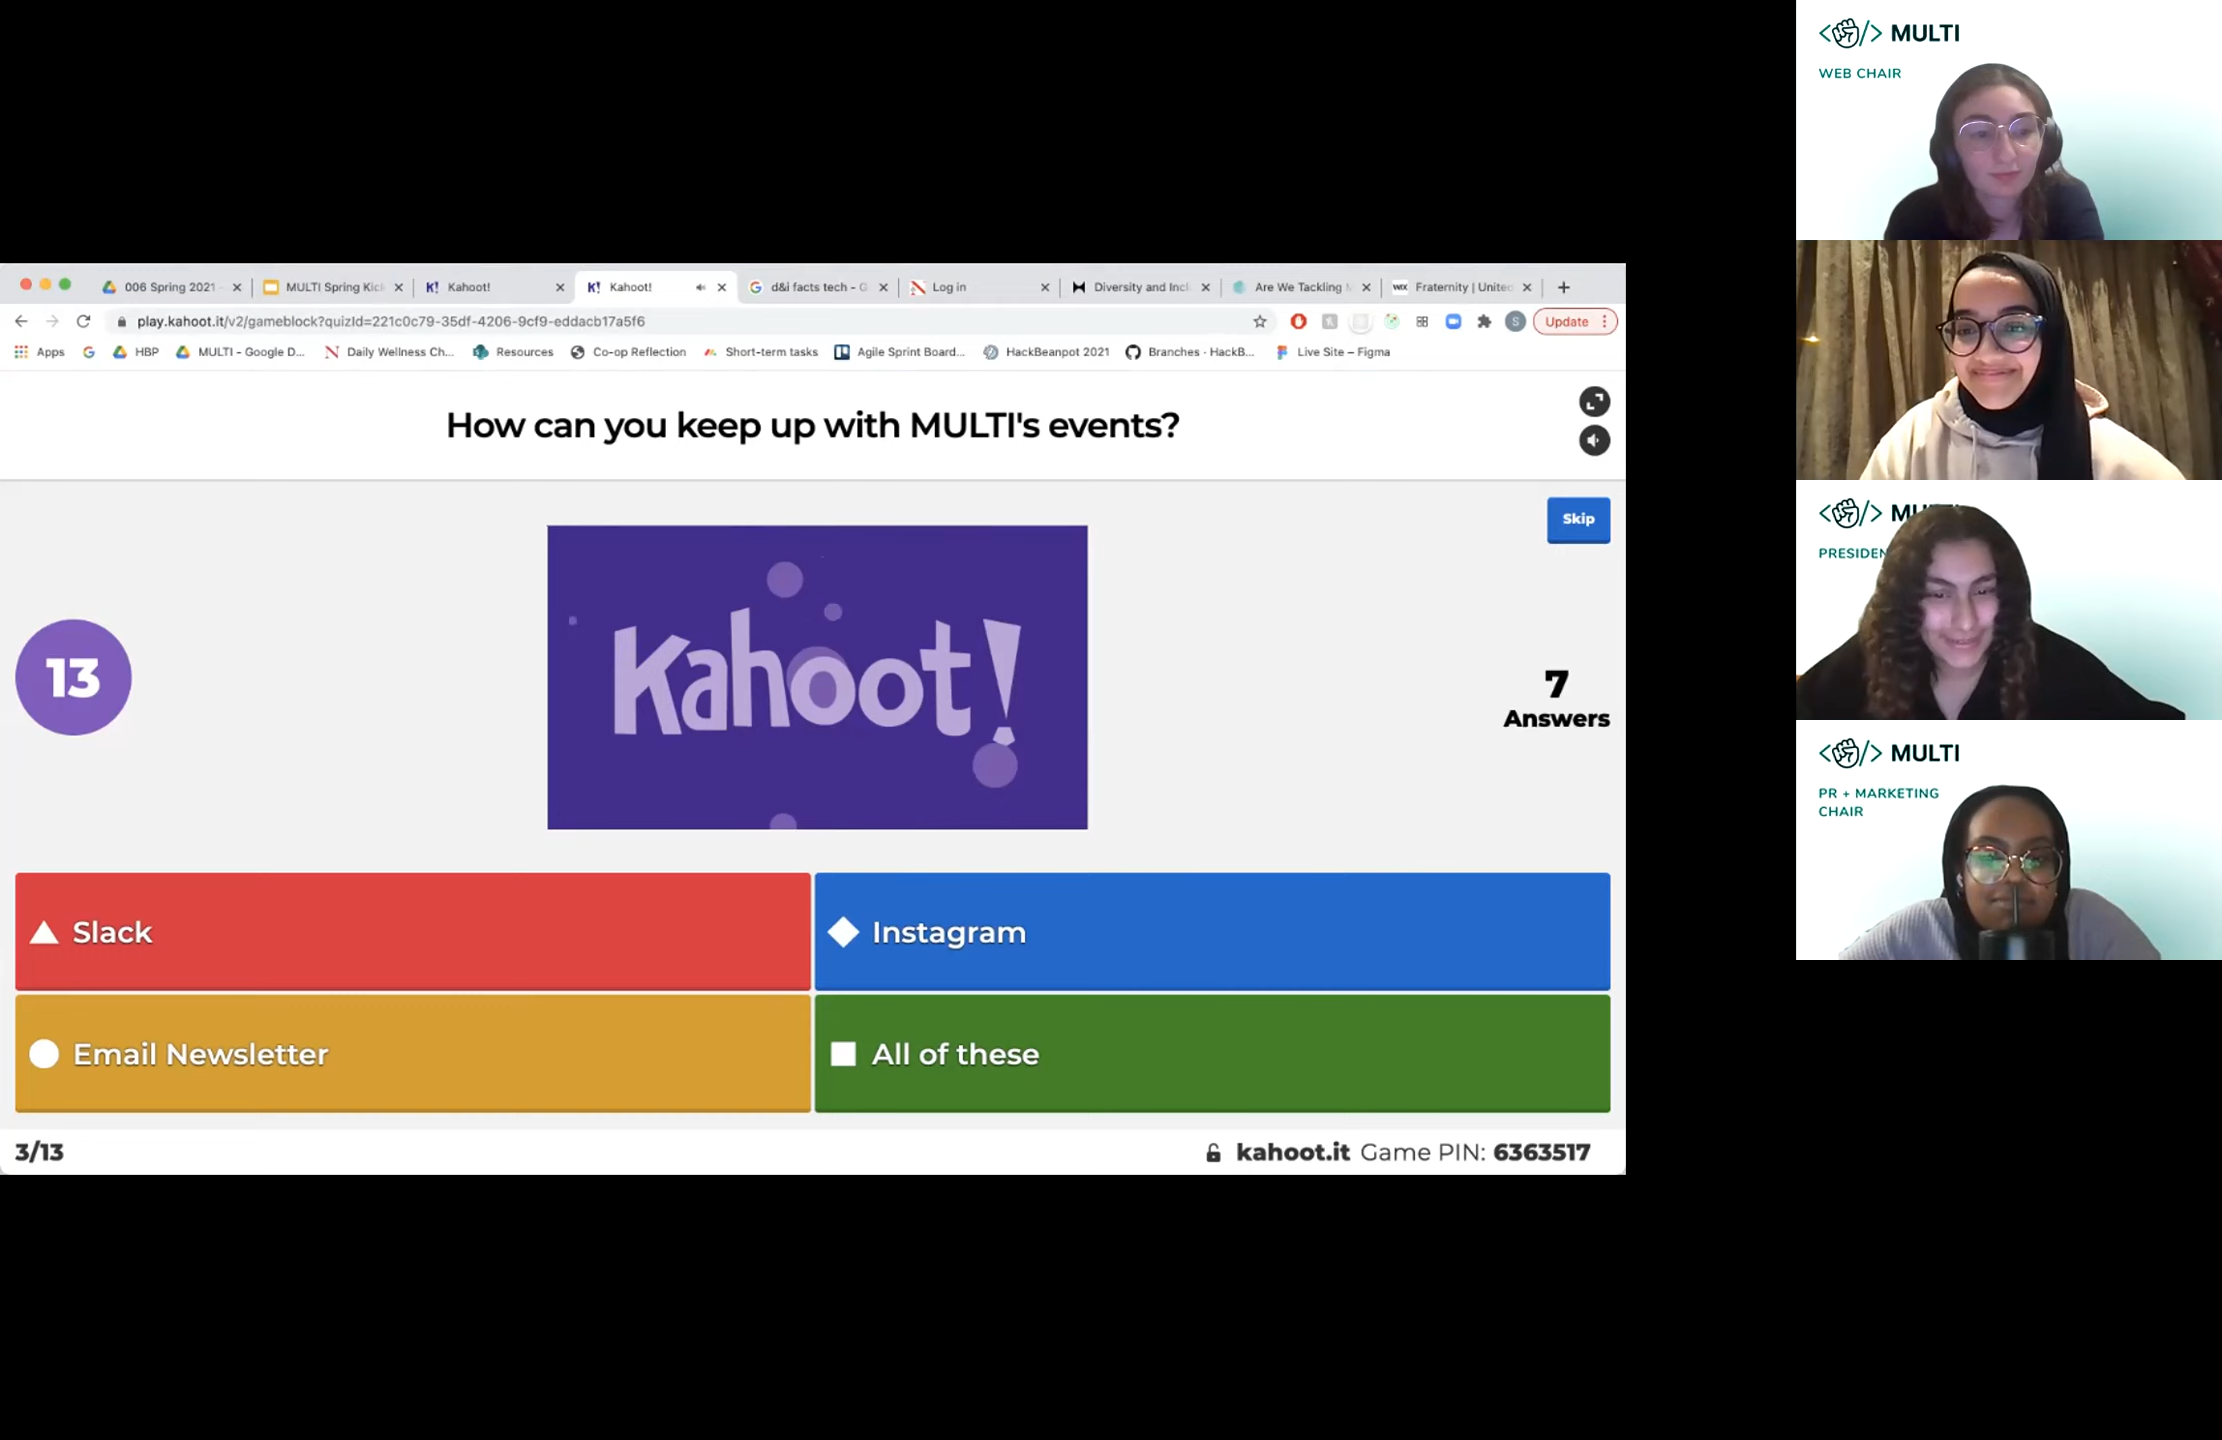 006 Spring 2021
MULTI Spring Kic
Kahoot!
Kahoot!
d&i facts tech - G
Log in
Diversity and Incl
Are We Tackling
Fraternity | United
play.kahoot.it/v2/gameblock?quizId=221c0c79-35df-4206-9cf9-eddacb17a5f6
S
Update
Apps
HBP
MULTI - Google D...
Daily Wellness Ch...
Resources
Co-op Reflection
Short-term tasks
Agile Sprint Board...
HackBeanpot 2021
Branches · HackB...
Live Site – Figma
How can you keep up with MULTI's events?
Skip
13
Kahoot!
7
Answers
Slack
Instagram
Email Newsletter
All of these
3/13
kahoot.it Game PIN: 6363517
MULTI
WEB CHAIR
MU
PRESIDEN
MULTI
PR + MARKETING
CHAIR